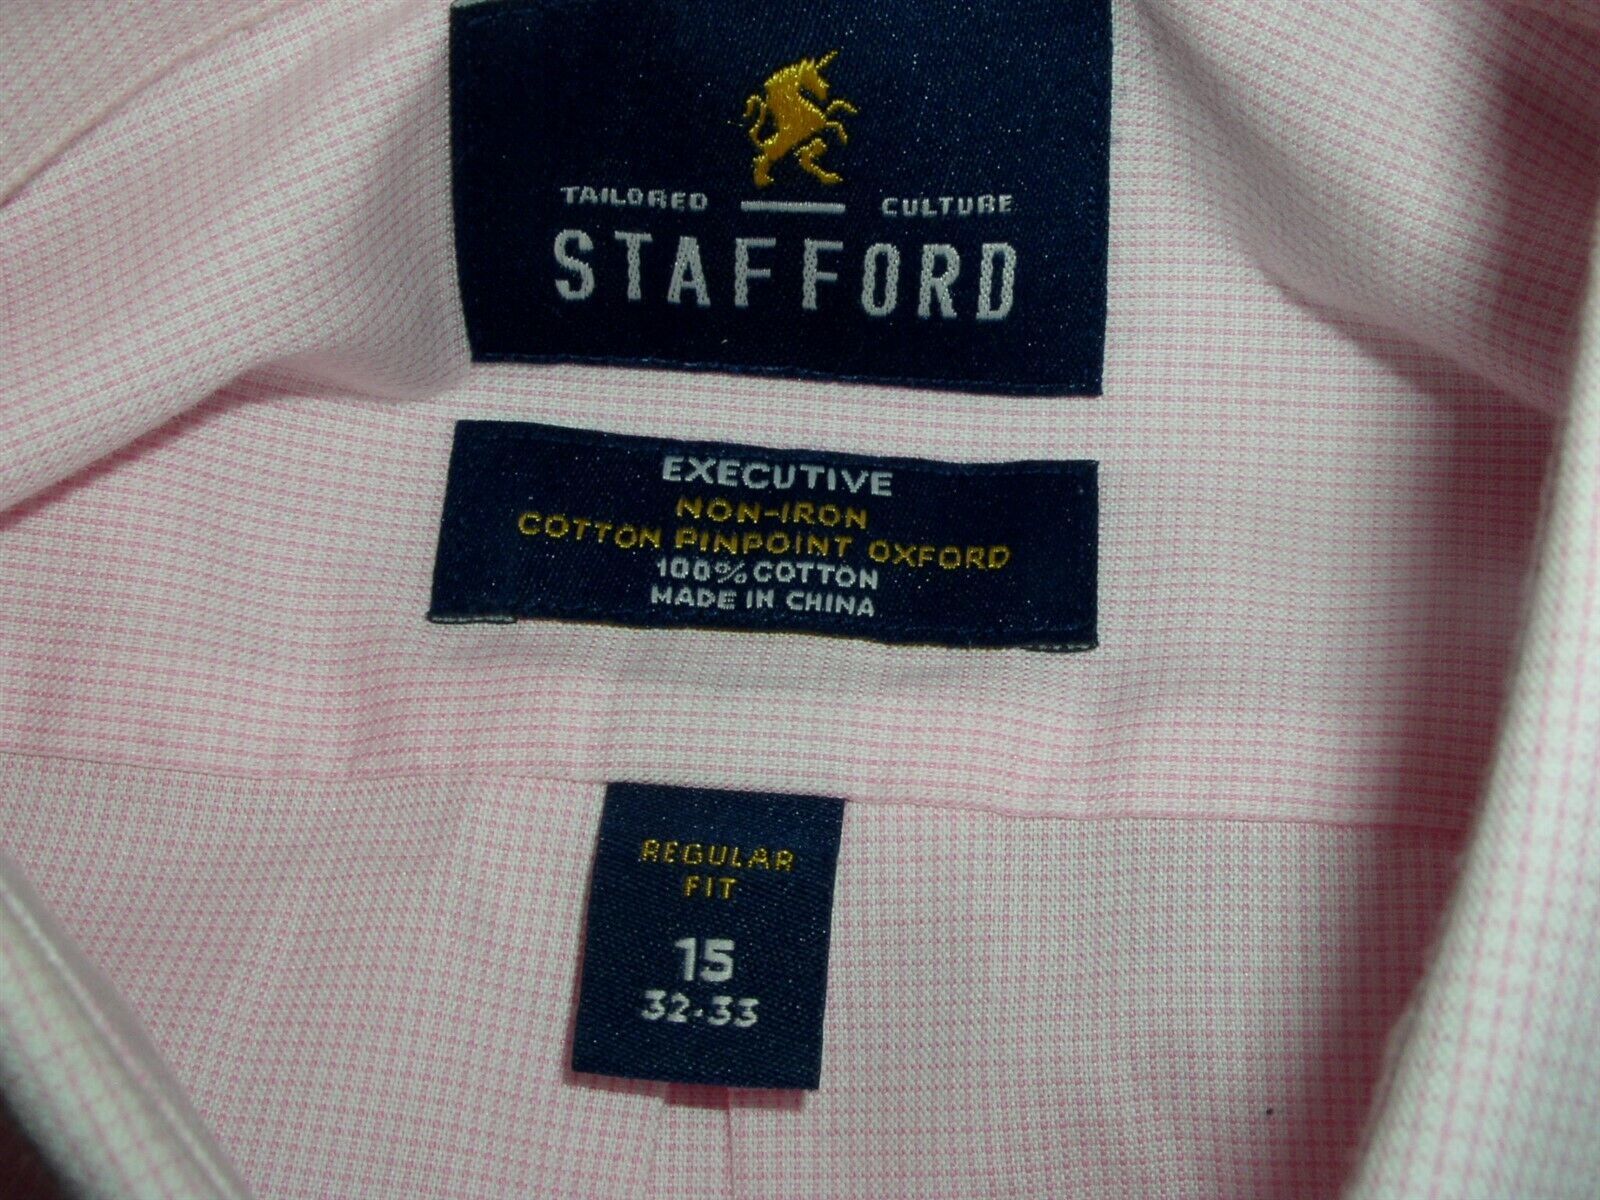 TAILORED CULTURE
STAFFORD
EXECUTIVE
NON-IRON
COTTON PINPOINT OXFORD
100% COTTON
MADE IN CHINA
REGULAR
FIT
15
32-33